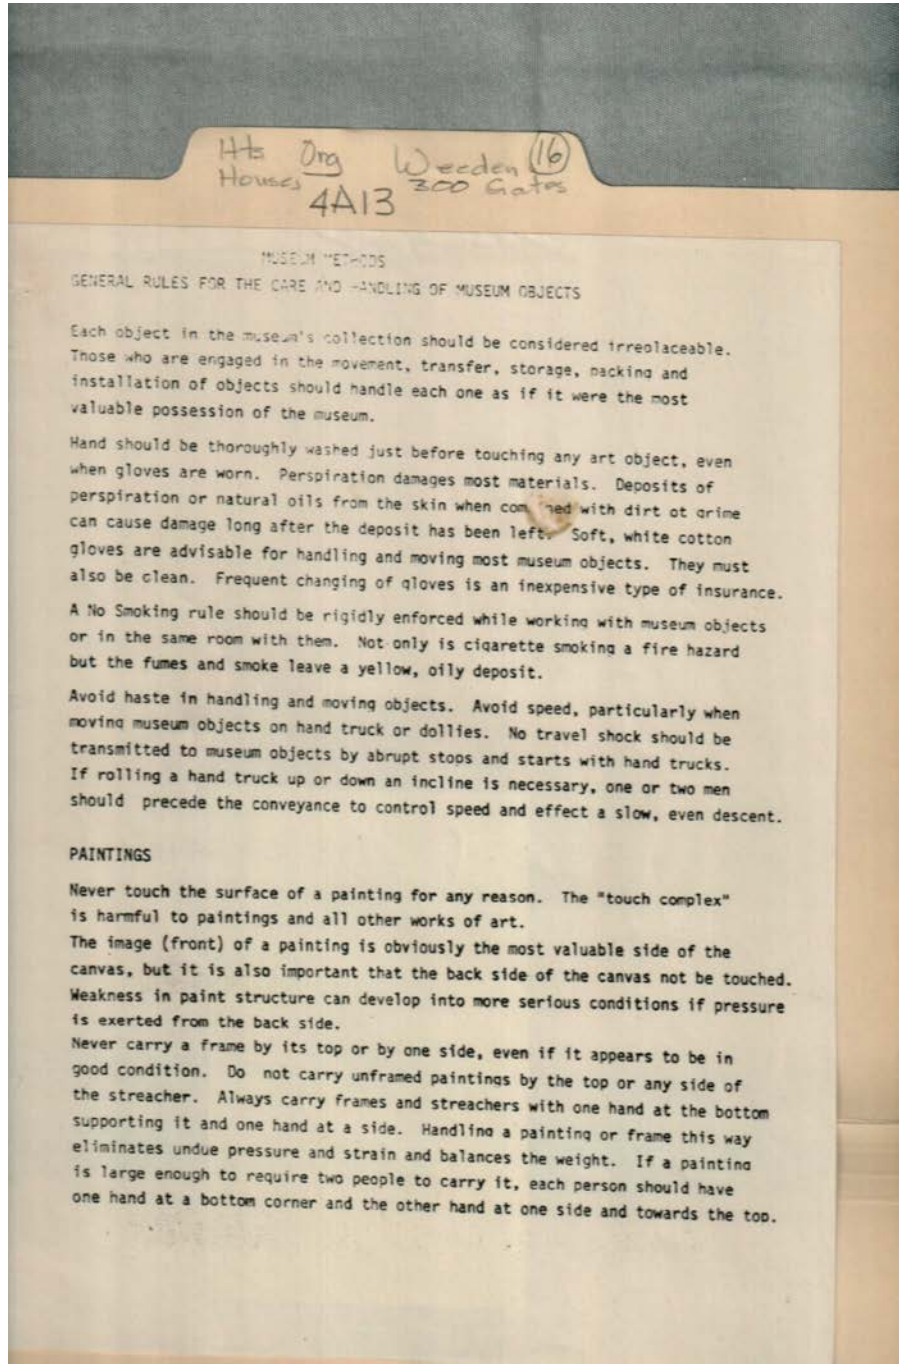 Hts Org Weeden 16
Houses 300 Gates
4A13
MUSEUM METHODS
GENERAL RULES FOR THE CARE AND HANDLING OF MUSEUM OBJECTS
Each object in the museum's collection should be considered irreolaceable.
Those who are engaged in the movement, transfer, storage, packing and
installation of objects should handle each one as if it were the most
valuable possession of the museum.
Hand should be thoroughly washed just before touching any art object, even
when gloves are worn. Perspiration damages most materials. Deposits of
perspiration or natural oils from the skin when com ned with dirt ot grime
can cause damage long after the deposit has been left. Soft, white cotton
gloves are advisable for handling and moving most museum objects. They must
also be clean. Frequent changing of gloves is an inexpensive type of insurance.
A No Smoking rule should be rigidly enforced while working with museum objects
or in the same room with them. Not only is cigarette smoking a fire hazard
but the fumes and smoke leave a yellow, oily deposit.
Avoid haste in handling and moving objects. Avoid speed, particularly when
moving museum objects on hand truck or dollies. No travel shock should be
transmitted to museum objects by abrupt stops and starts with hand trucks.
If rolling a hand truck up or down an incline is necessary, one or two men
should precede the conveyance to control speed and effect a slow, even descent.
PAINTINGS
Never touch the surface of a painting for any reason. The "touch complex"
is harmful to paintings and all other works of art.
The image (front) of a painting is obviously the most valuable side of the
canvas, but it is also important that the back side of the canvas not be touched.
Weakness in paint structure can develop into more serious conditions if pressure
is exerted from the back side.
Never carry a frame by its top or by one side, even if it appears to be in
good condition. Do not carry unframed paintings by the top or any side of
the streacher. Always carry frames and streachers with one hand at the bottom
supporting it and one hand at a side. Handling a painting or frame this way
eliminates undue pressure and strain and balances the weight. If a painting
is large enough to require two people to carry it, each person should have
one hand at a bottom corner and the other hand at one side and towards the top.